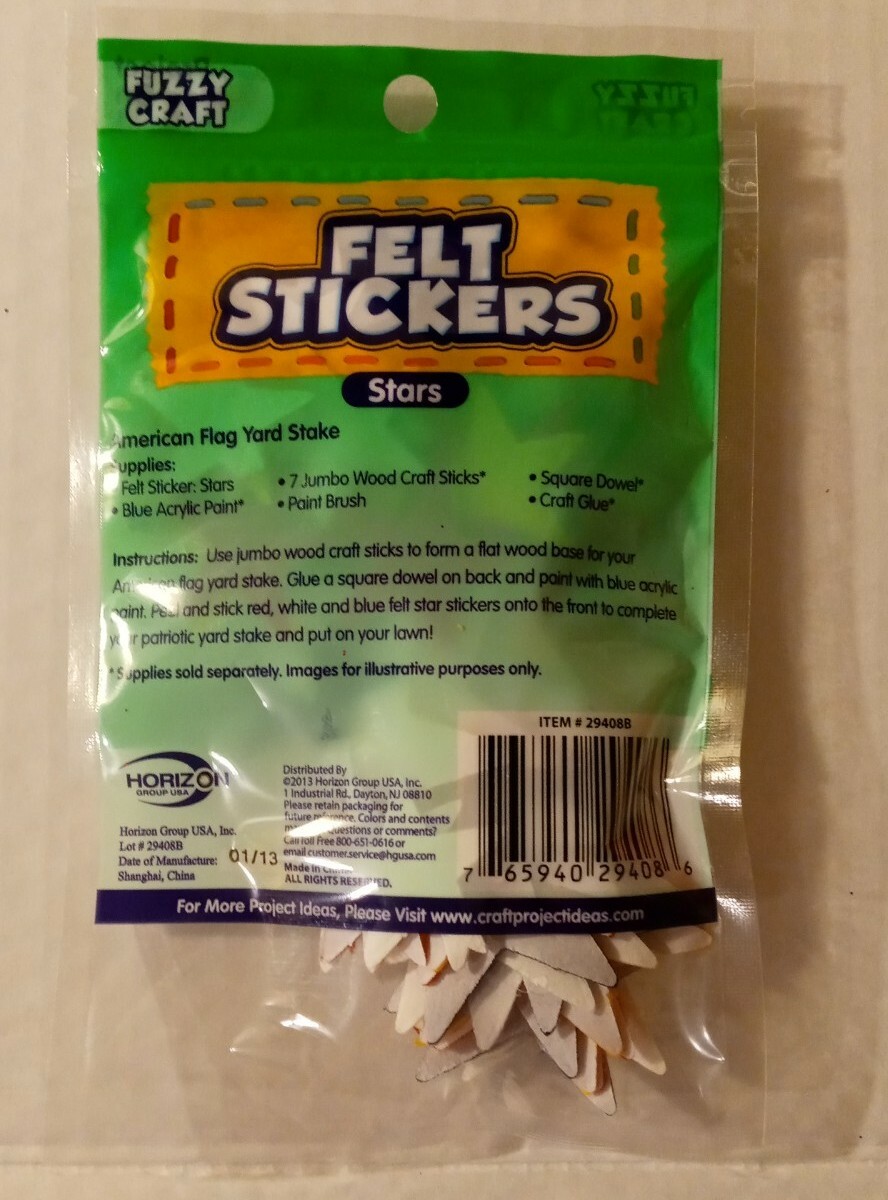 FUZZY
CRAFT
FELT
STICKERS
Stars
American Flag Yard Stake
Supplies:
Felt Sticker: Stars
• Blue Acrylic Paint*
• 7 Jumbo Wood Craft Sticks*
• Paint Brush
• Square Dowel*
• Craft Glue*
Instructions: Use jumbo wood craft sticks to form a flat wood base for your
American flag yard stake. Glue a square dowel on back and paint with blue acrylic
paint. Peel and stick red, white and blue felt star stickers onto the front to complete
your patriotic yard stake and put on your lawn!
*Supplies sold separately. Images for illustrative purposes only.
HORIZON
GROUP USA
Horizon Group USA, Inc.
Lot # 29408B
Date of Manufacture: 01/13
Shanghai, China
Distributed By
©2013 Horizon Group USA, Inc.
1 Industrial Rd., Dayton, NJ 08810
Please retain packaging for
future reference. Colors and contents
Questions or comments?
Call Toll Free 800-651-0616 or
email customer.service@hgusa.com
Made in China.
ALL RIGHTS RESERVED.
ITEM # 29408B
7 65940 29408 6
For More Project Ideas, Please Visit www.craftprojectideas.com